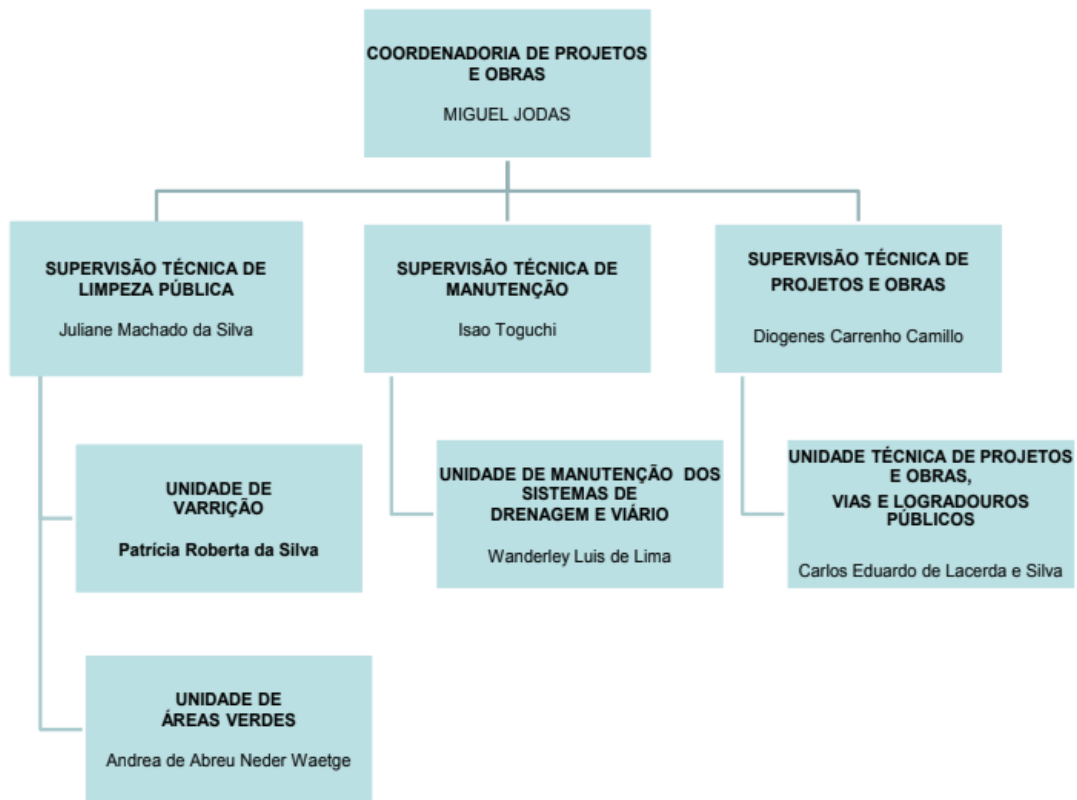 COORDENADORIA DE PROJETOS
E OBRAS
MIGUEL JODAS
SUPERVISÃO TÉCNICA DE
LIMPEZA PÚBLICA
Juliane Machado da Silva
SUPERVISÃO TÉCNICA DE
MANUTENÇÃO
Isao Toguchi
SUPERVISÃO TÉCNICA DE
PROJETOS E OBRAS
Diogenes Carrenho Camillo
UNIDADE DE
VARRIÇÃO
Patrícia Roberta da Silva
UNIDADE DE MANUTENÇÃO DOS
SISTEMAS DE
DRENAGEM E VIÁRIO
Wanderley Luis de Lima
UNIDADE TÉCNICA DE PROJETOS
E OBRAS,
VIAS E LOGRADOUROS
PÚBLICOS
Carlos Eduardo de Lacerda e Silva
UNIDADE DE
ÁREAS VERDES
Andrea de Abreu Neder Waetge